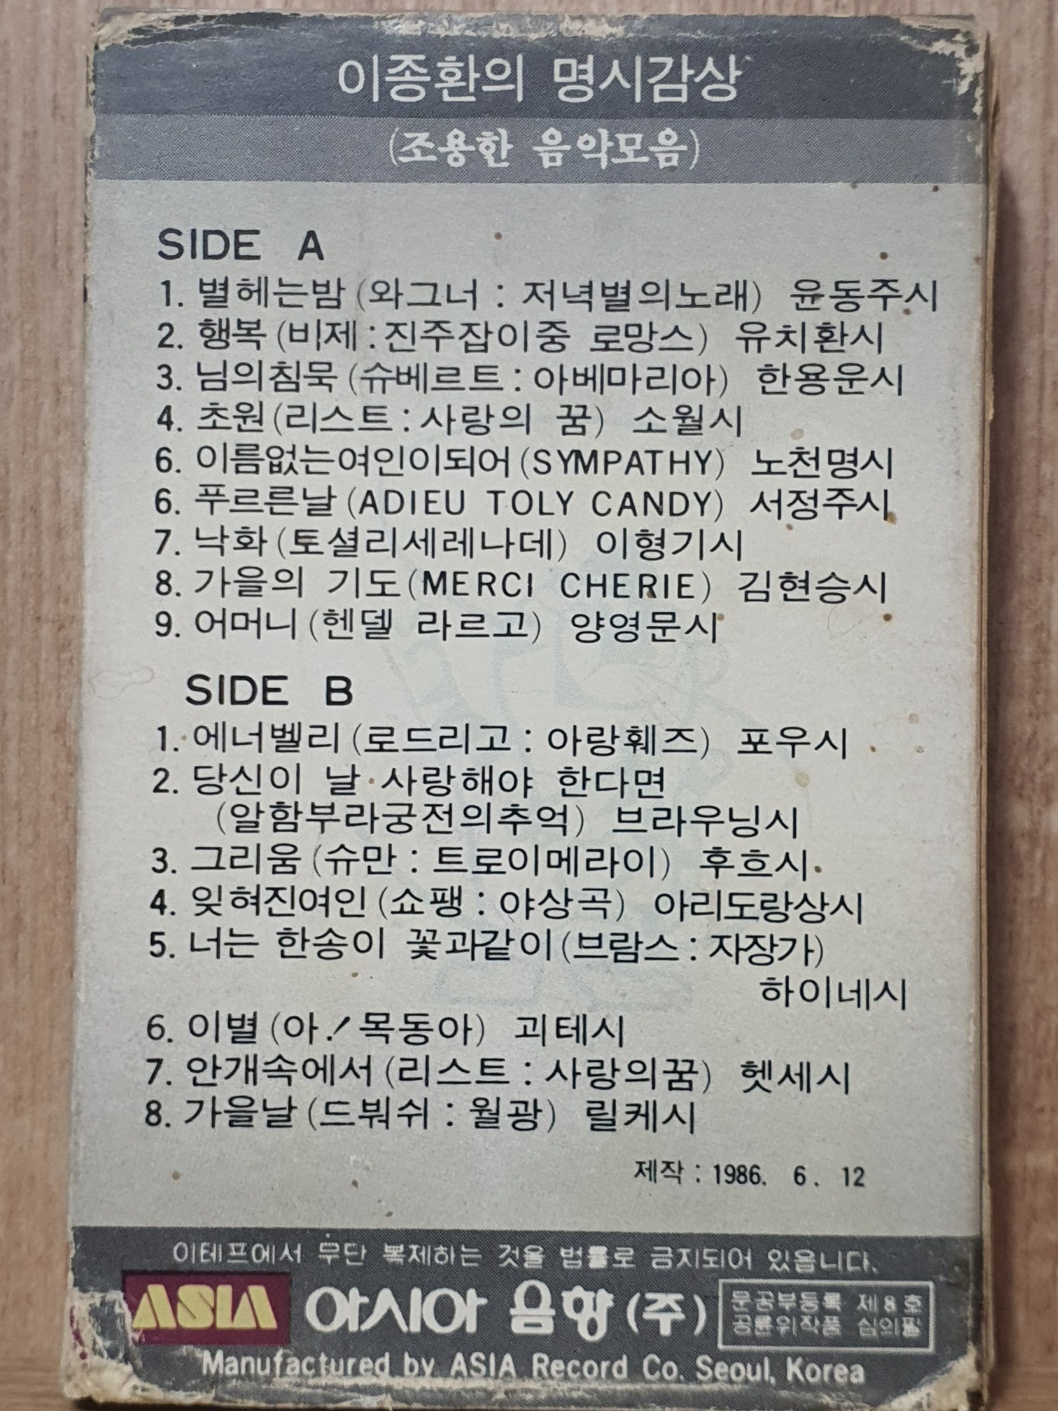 이종환의 명시감상
(조용한 음악모음)
SIDE A
1. 별헤는밤 (와그너 : 저녁별의노래) 윤동주시
2. 행복 (비제 : 진주잡이중 로망스) 유치환시
3. 님의침묵 (슈베르트 : 아베마리아) 한용운시
4. 초원 (리스트 : 사랑의 꿈) 소월시
6. 이름없는여인이되어 (SYMPATHY) 노천명시
6. 푸르른날 (ADIEU TOLY CANDY) 서정주시
7. 낙화 (토셜리세레나데) 이형기시
8. 가을의 기도 (MERCI CHERIE) 김현승시
9. 어머니 (헨델 라르고) 양영문시
SIDE B
1. 에너벨리 (로드리고 : 아랑훼즈) 포우시
2. 당신이 날 사랑해야 한다면
(알함부라궁전의추억) 브라우닝시
3. 그리움 (슈만 : 트로이메라이) 후흐시
4. 잊혀진여인 (쇼팽 : 야상곡) 아리도랑상시
5. 너는 한송이 꽃과같이 (브람스 : 자장가)
하이네시
6. 이별 (아! 목동아) 괴테시
7. 안개속에서 (리스트 : 사랑의꿈) 헷세시
8. 가을날 (드붜쉬 : 월광) 릴케시
제작 : 1986. 6. 12
이테프에서 무단 복제하는 것을 법률로 금지되어 있읍니다.
ASIA 아시아 음향 (주)
문공부등록 제 8 호
공륜위작품 심의필
Manufactured by ASIA Record Co. Seoul, Korea